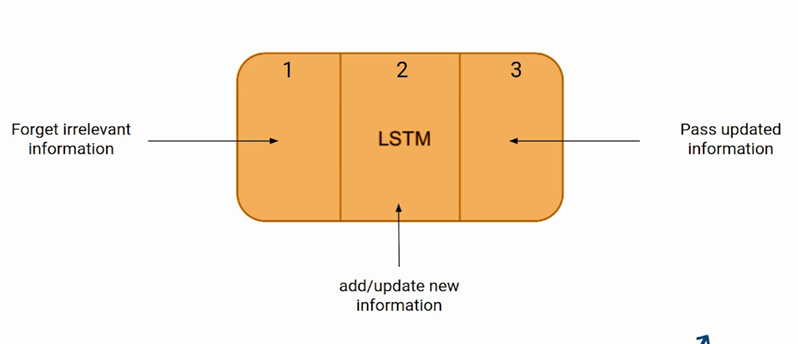 1
2
3
LSTM
Forget irrelevant
information
Pass updated
information
add/update new
information